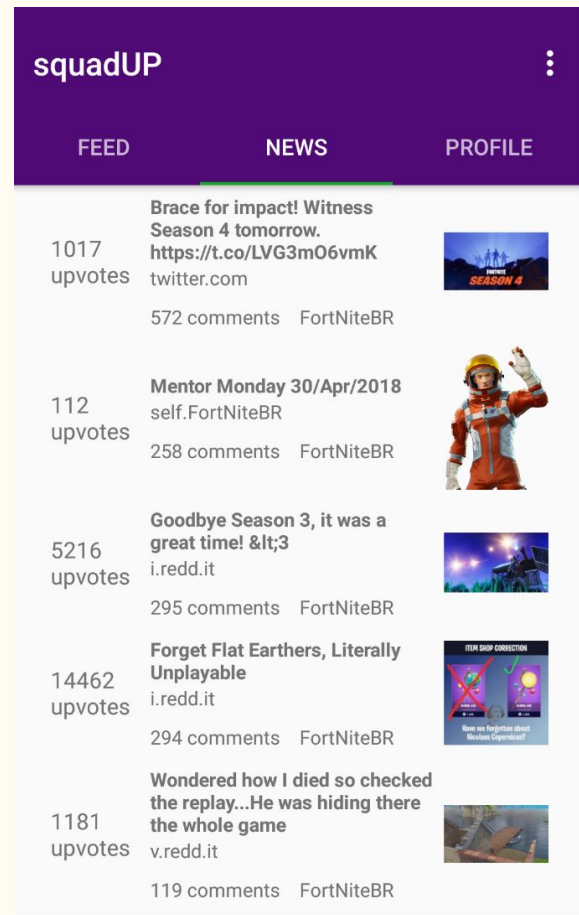 squadUP
FEED
NEWS
PROFILE
1017
upvotes
Brace for impact! Witness
Season 4 tomorrow.
https://t.co/LVG3mO6vmK
twitter.com
572 comments FortNiteBR
FORTNITE
SEASON 4
112
upvotes
Mentor Monday 30/Apr/2018
self.FortNiteBR
258 comments FortNiteBR
5216
upvotes
Goodbye Season 3, it was a
great time! &lt;3
i.redd.it
295 comments FortNiteBR
14462
upvotes
Forget Flat Earthers, Literally
Unplayable
i.redd.it
294 comments FortNiteBR
ITEM SHOP CORRECTION
Have we forgotten about
Nicolaus Copernicus?
1181
upvotes
Wondered how I died so checked
the replay...He was hiding there
the whole game
v.redd.it
119 comments FortNiteBR